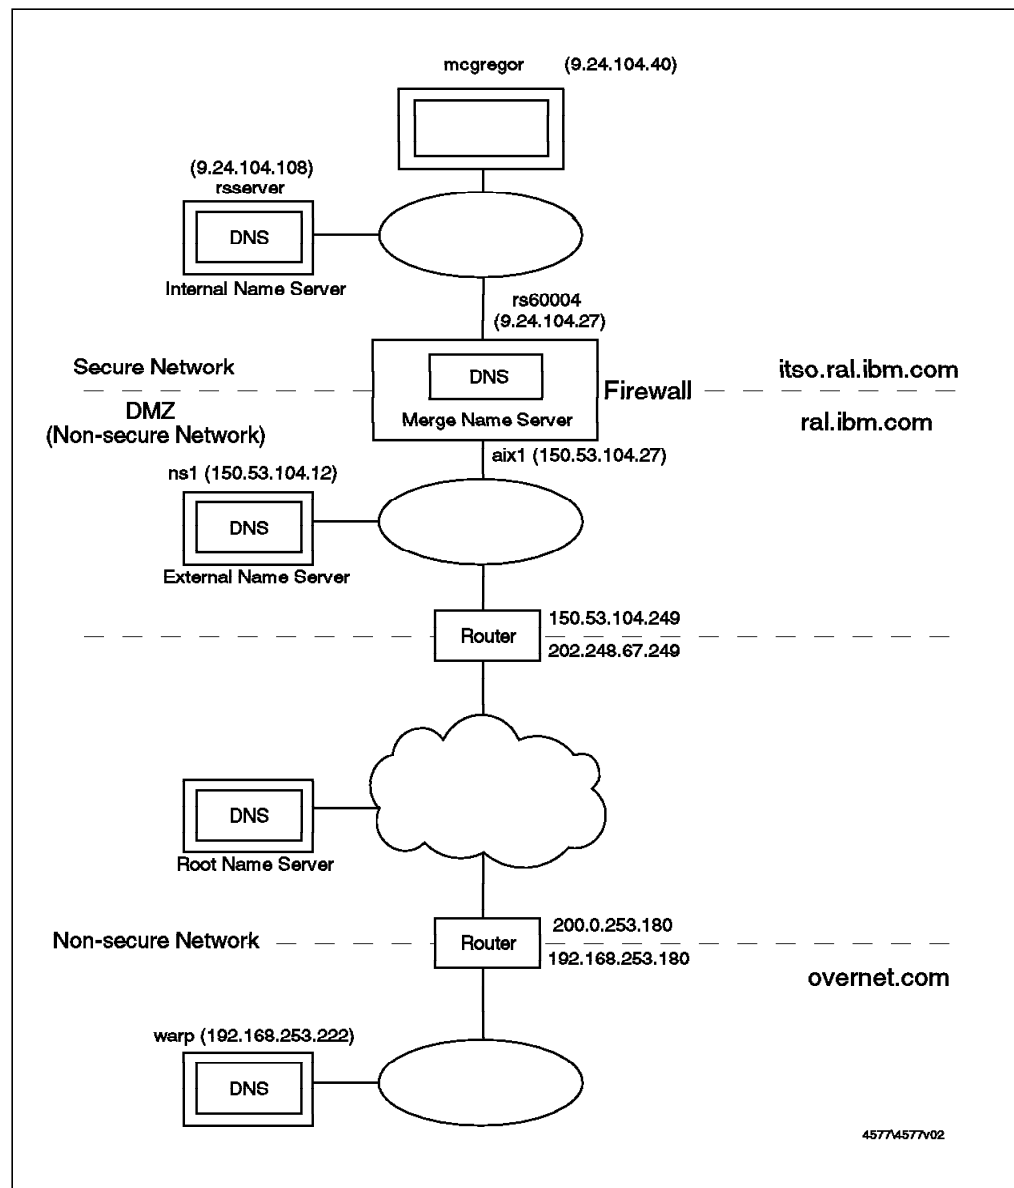 mcgregor (9.24.104.40)
(9.24.104.108)
rsserver
DNS
Internal Name Server
rs60004
(9.24.104.27)
Secure Network
DNS
Firewall
itso.ral.ibm.com
DMZ
(Non-secure Network)
Merge Name Server
ral.ibm.com
aix1 (150.53.104.27)
ns1 (150.53.104.12)
DNS
External Name Server
Router
150.53.104.249
202.248.67.249
DNS
Root Name Server
Non-secure Network
Router
200.0.253.180
192.168.253.180
overnet.com
warp (192.168.253.222)
DNS
4577\4577v02